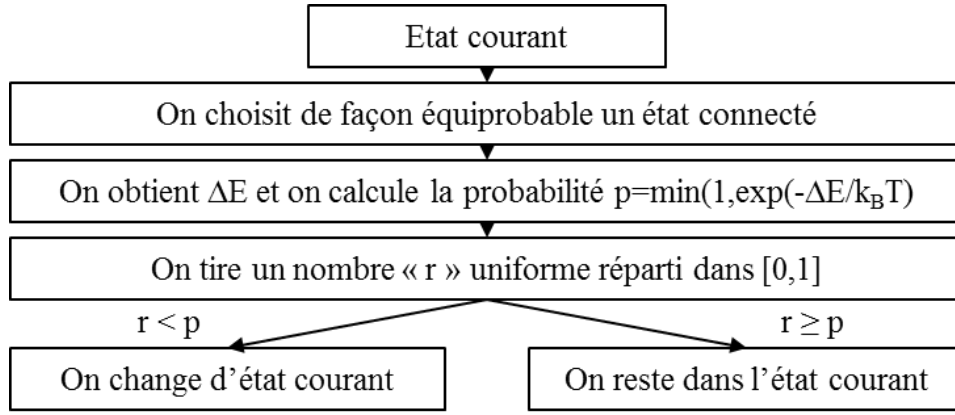 Etat courant
On choisit de façon équiprobable un état connecté
On obtient ΔE et on calcule la probabilité p=min(1,exp(-ΔE/k_BT)
On tire un nombre « r » uniforme réparti dans [0,1]
r < p
r ≥ p
On change d’état courant
On reste dans l’état courant